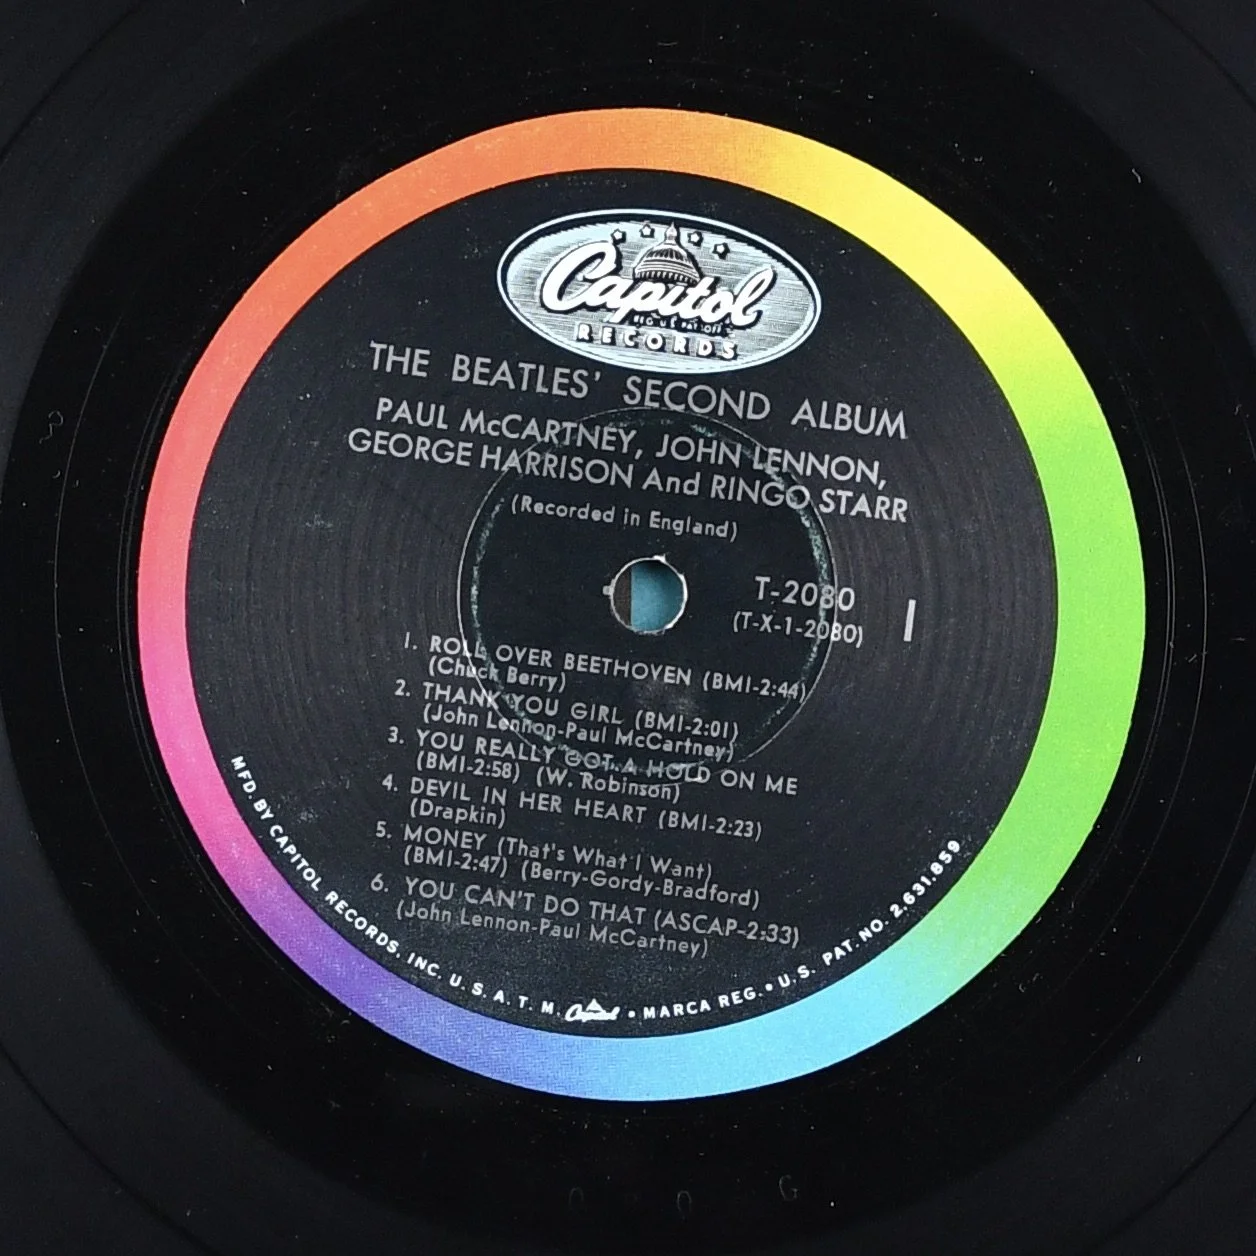 Capitol
REG. U.S. PAT. OFF.
RECORDS
THE BEATLES' SECOND ALBUM
PAUL McCARTNEY, JOHN LENNON,
GEORGE HARRISON And RINGO STARR
(Recorded in England)
T-2080
(T-X-1-2080)
1
1. ROLL OVER BEETHOVEN (BMI-2:44)
(Chuck Berry)
2. THANK YOU GIRL (BMI-2:01)
(John Lennon-Paul McCartney)
3. YOU REALLY GOT A HOLD ON ME
(BMI-2:58) (W. Robinson)
4. DEVIL IN HER HEART (BMI-2:23)
(Drapkin)
5. MONEY (That's What I Want)
(BMI-2:47) (Berry-Gordy-Bradford)
6. YOU CAN'T DO THAT (ASCAP-2:33)
(John Lennon-Paul McCartney)
MFD. BY CAPITOL RECORDS, INC. U. S. A. T. M. Capitol • MARCA REG. • U.S. PAT. NO. 2,631,859